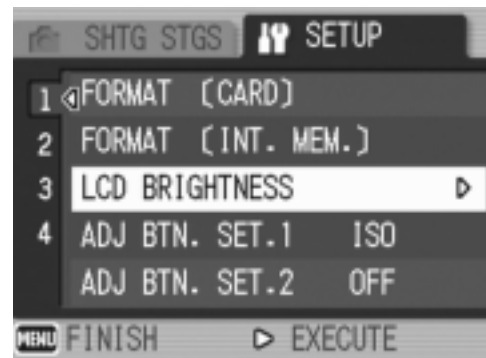 SHTG STGS SETUP
1 FORMAT [CARD]
2 FORMAT [INT. MEM.]
3 LCD BRIGHTNESS
4 ADJ BTN. SET.1 ISO
ADJ BTN. SET.2 OFF
MENU FINISH EXECUTE